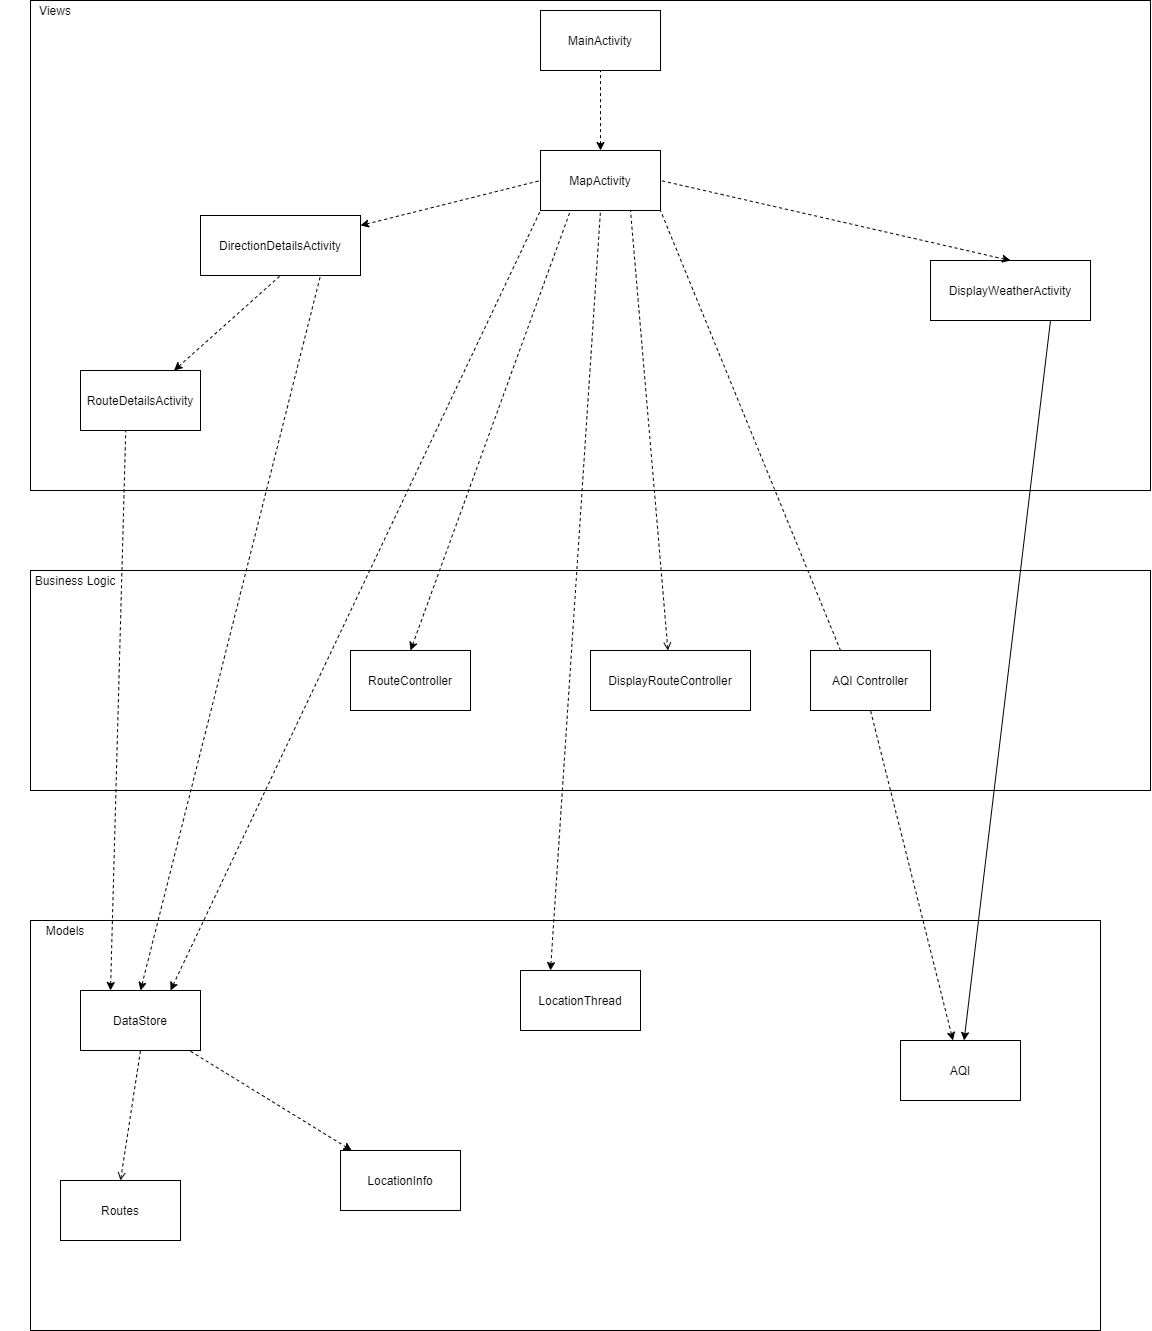 Views
MainActivity
MapActivity
DirectionDetailsActivity
DisplayWeatherActivity
RouteDetailsActivity
Business Logic
RouteController
DisplayRouteController
AQI Controller
Models
LocationThread
DataStore
AQI
LocationInfo
Routes